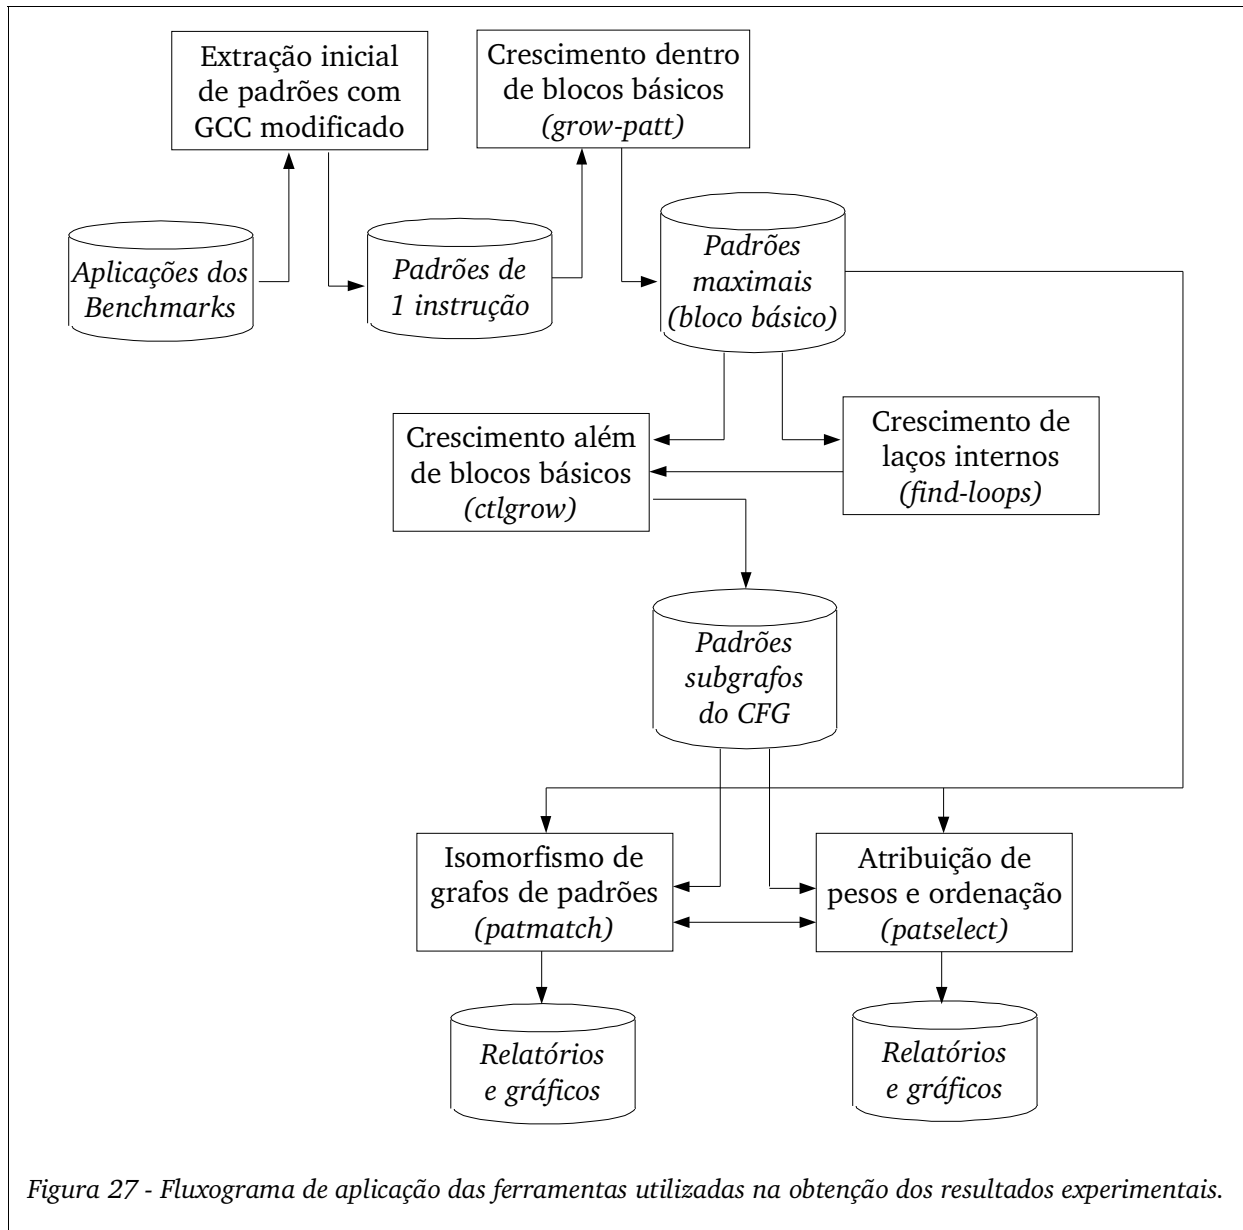 Extração inicial
de padrões com
GCC modificado
Crescimento dentro
de blocos básicos
(grow-patt)
Aplicações dos
Benchmarks
Padrões de
1 instrução
Padrões
maximais
(bloco básico)
Crescimento além
de blocos básicos
(ctlgrow)
Crescimento de
laços internos
(find-loops)
Padrões
subgrafos
do CFG
Isomorfismo de
grafos de padrões
(patmatch)
Atribuição de
pesos e ordenação
(patselect)
Relatórios
e gráficos
Relatórios
e gráficos
Figura 27 - Fluxograma de aplicação das ferramentas utilizadas na obtenção dos resultados experimentais.